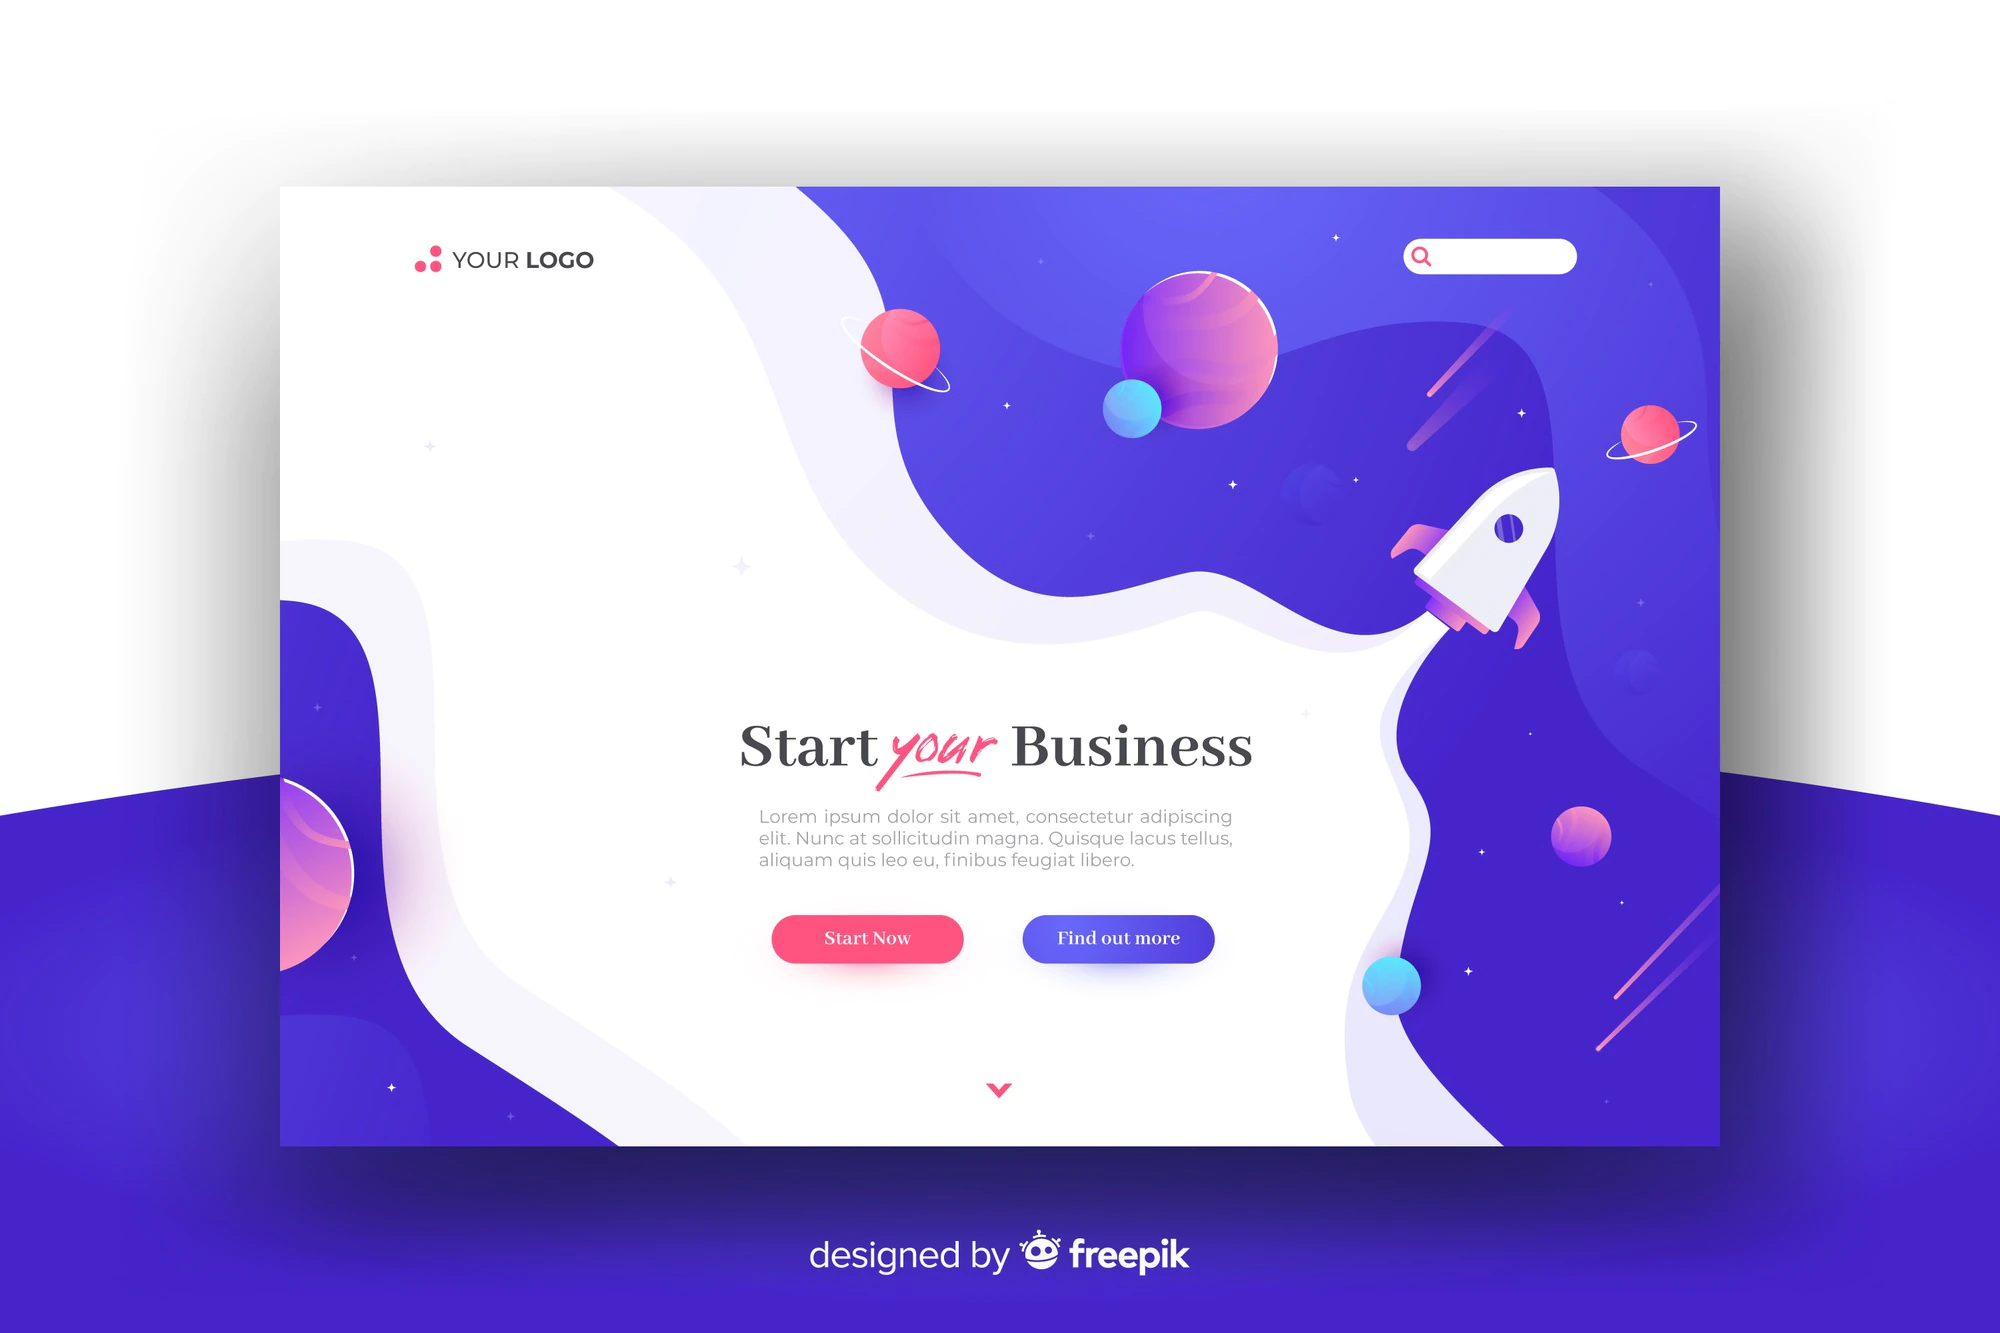 YOUR LOGO
Start your Business
Lorem ipsum dolor sit amet, consectetur adipiscing
elit. Nunc at sollicitudin magna. Quisque lacus tellus,
aliquam quis leo eu, finibus feugiat libero.
Start Now
Find out more
designed by freepik